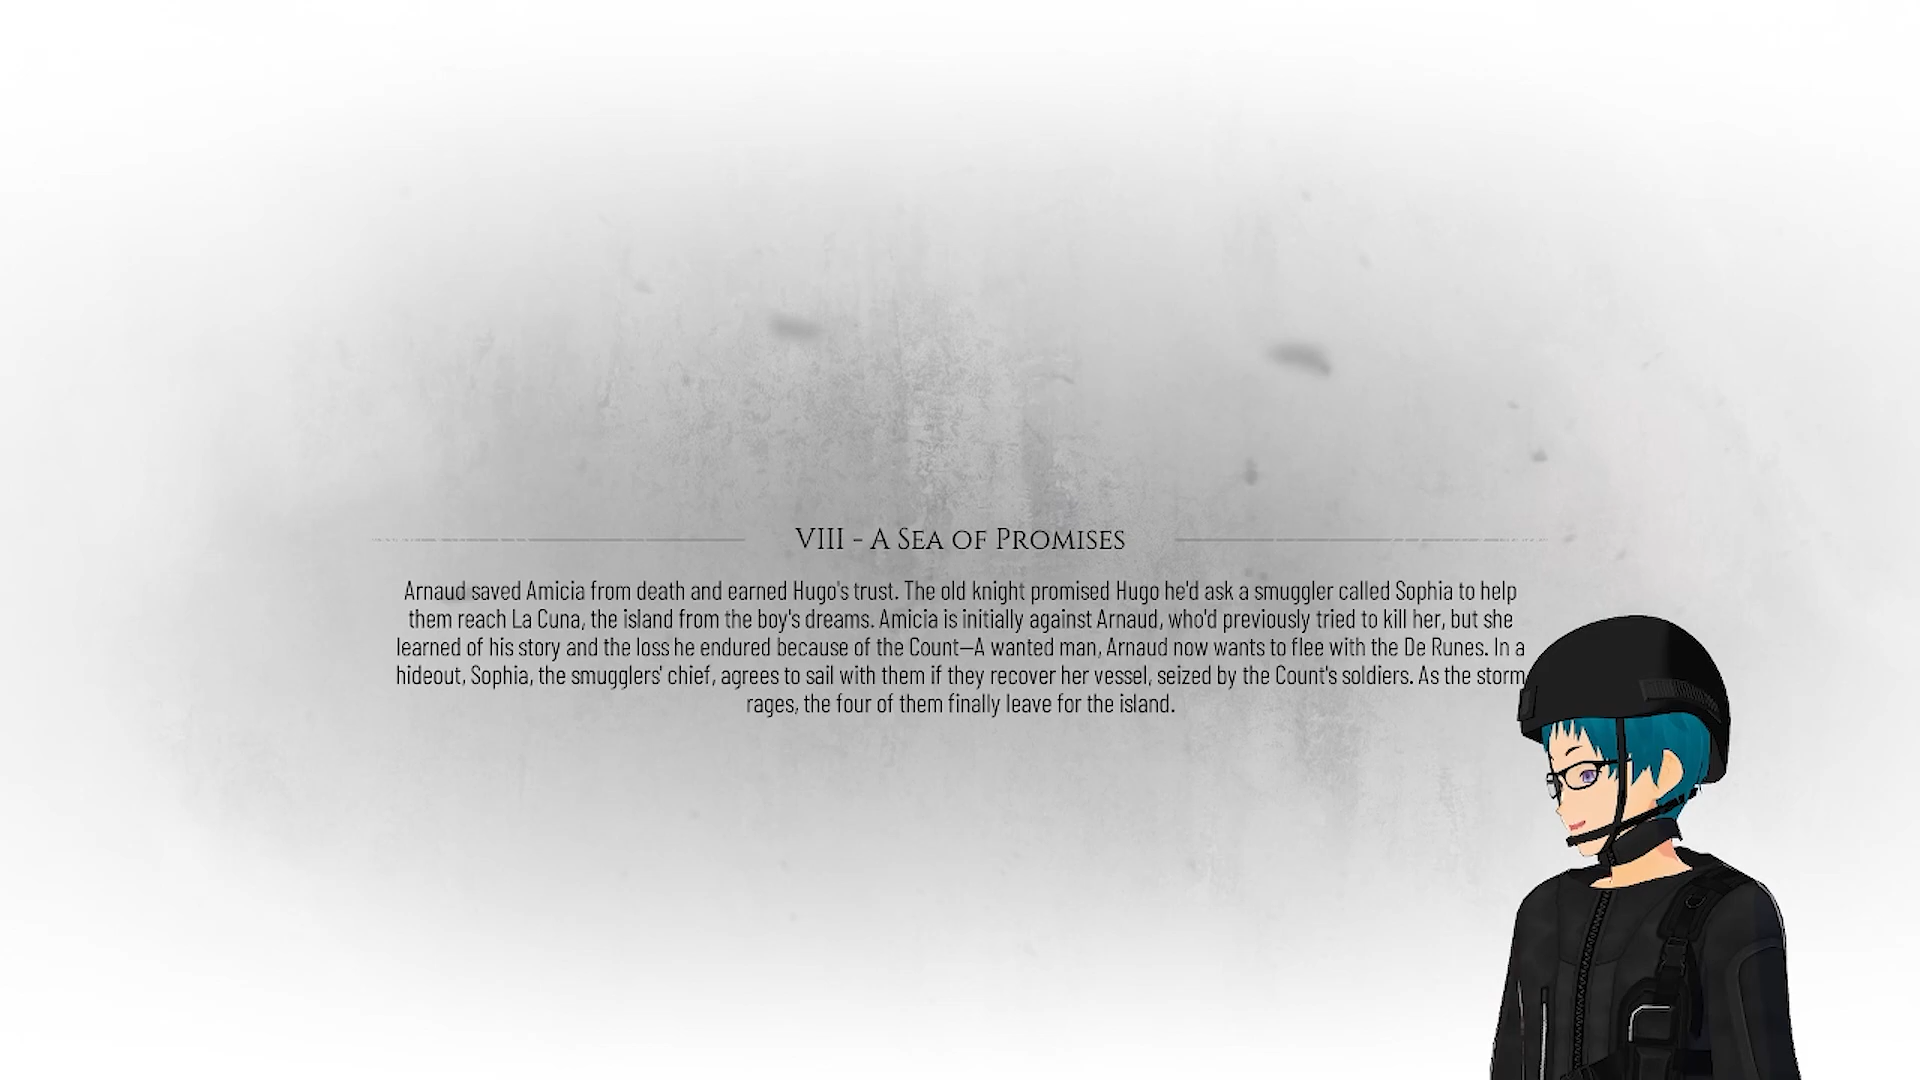 VIII - A Sea of Promises
Arnaud saved Amicia from death and earned Hugo's trust. The old knight promised Hugo he'd ask a smuggler called Sophia to help
them reach La Cuna, the island from the boy's dreams. Amicia is initially against Arnaud, who'd previously tried to kill her, but she
learned of his story and the loss he endured because of the Count—A wanted man, Arnaud now wants to flee with the De Runes. In a
hideout, Sophia, the smugglers' chief, agrees to sail with them if they recover her vessel, seized by the Count's soldiers. As the storm
rages, the four of them finally leave for the island.